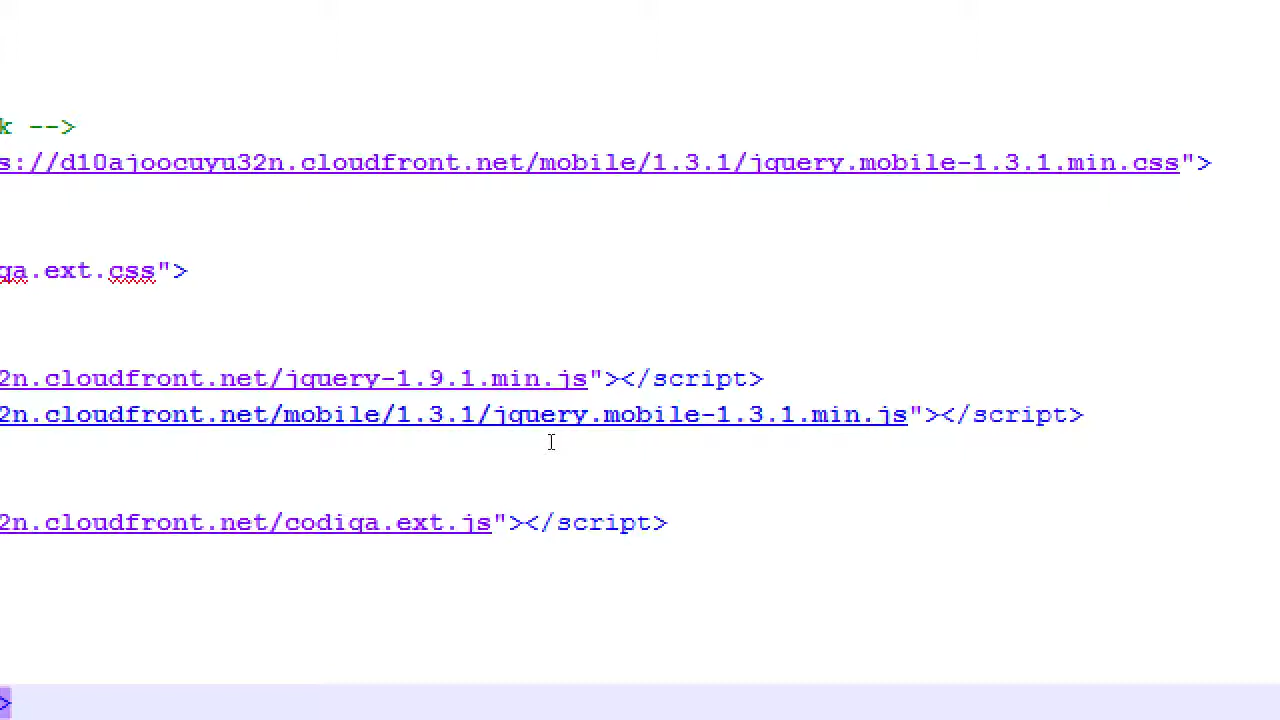 k -->
s://d10ajoocuyu32n.cloudfront.net/mobile/1.3.1/jquery.mobile-1.3.1.min.css">
qa.ext.css">
2n.cloudfront.net/jquery-1.9.1.min.js"></script>
2n.cloudfront.net/mobile/1.3.1/jquery.mobile-1.3.1.min.js"></script>
2n.cloudfront.net/codiqa.ext.js"></script>
>